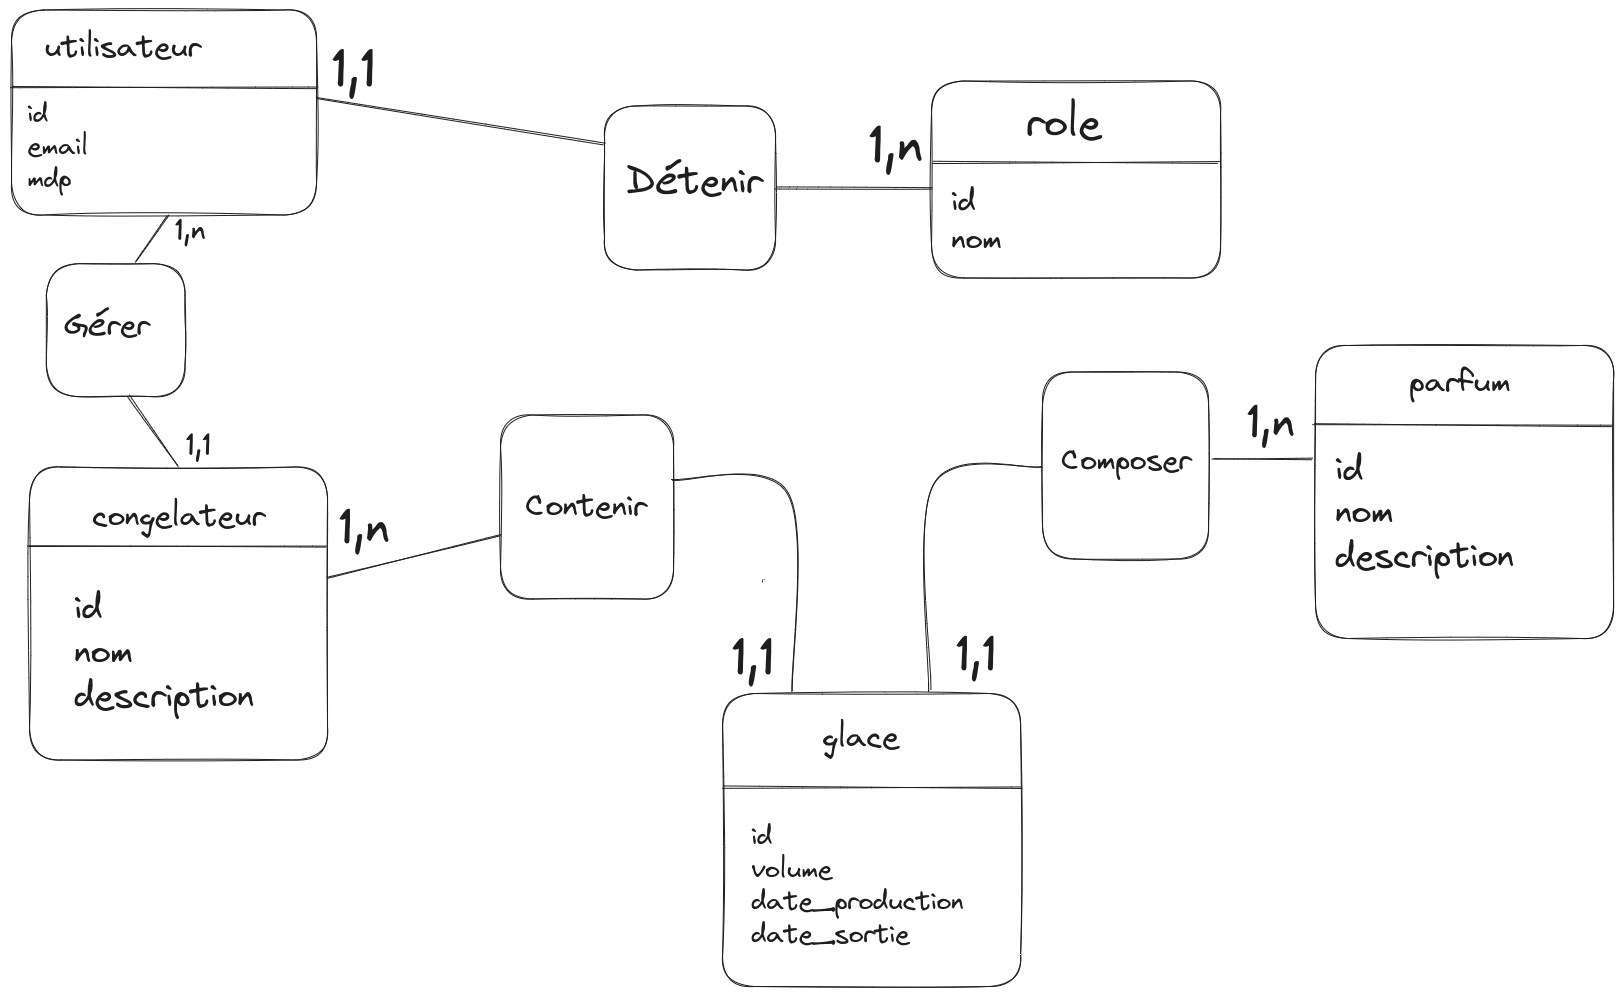 utilisateur
id
email
mdp
1,1
Détenir
1,n
role
id
nom
1,n
Gérer
1,1
congelateur
id
nom
description
1,n
Contenir
1,1
Composer
1,n
parfum
id
nom
description
1,1
glace
id
volume
date_production
date_sortie